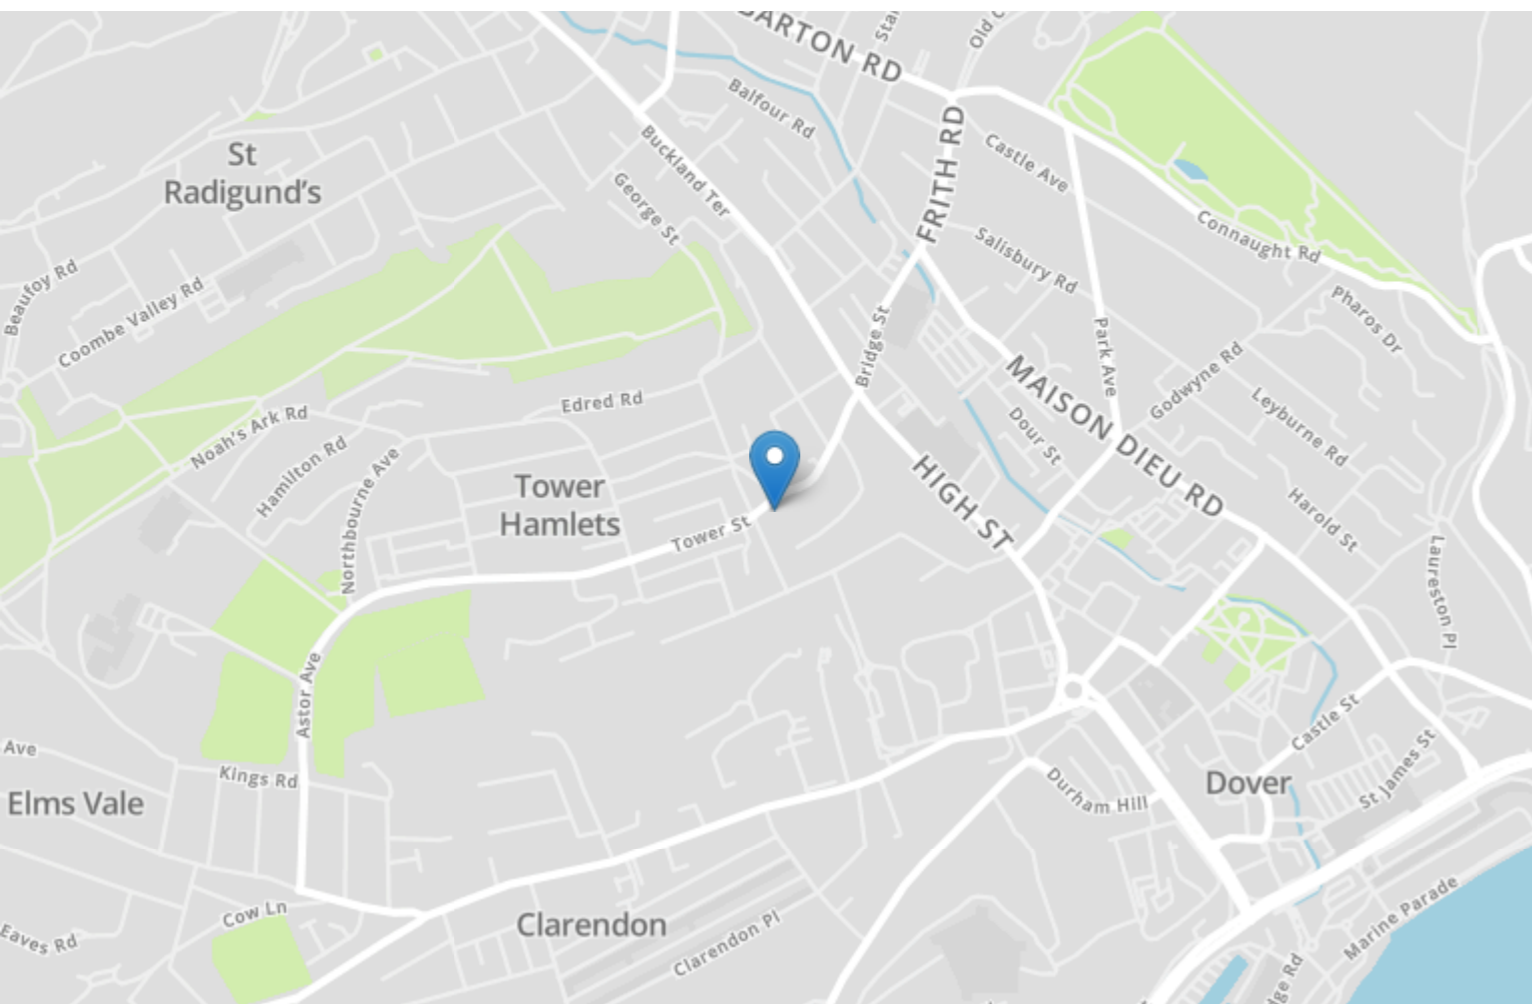 BARTON RD
Balfour Rd
FRITH RD
Castle Ave
Buckland Ter
St
Radigund's
George St
Salisbury Rd
Connaught Rd
Beaufoy Rd
Coombe Valley Rd
Pharos Dr
Bridge St
Park Ave
MAISON DIEU RD
Godwyne Rd
Leyburne Rd
Edred Rd
Noah's Ark Rd
Hamilton Rd
Northbourne Ave
Dour St
Tower
Hamlets
HIGH ST
Harold St
Tower St
Laureston Pl
Astor Ave
Castle St
Ave
Kings Rd
St James St
Durham Hill
Dover
Elms Vale
Cow Ln
Clarendon
Clarendon Pl
Marine Parade
Eaves Rd